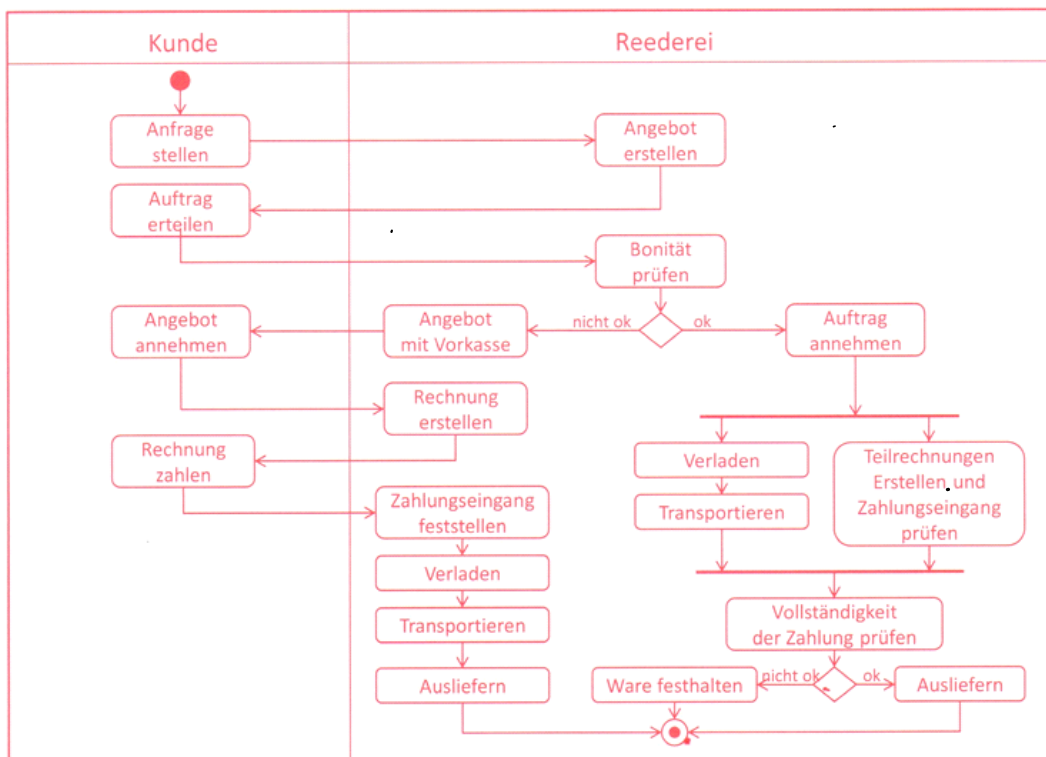 Kunde
Reederei
Anfrage
stellen
Angebot
erstellen
Auftrag
erteilen
Bonität
prüfen
Angebot
annehmen
Angebot
mit Vorkasse
nicht ok
ok
Auftrag
annehmen
Rechnung
erstellen
Rechnung
zahlen
Verladen
Transportieren
Teilrechnungen
Erstellen und
Zahlungseingang
prüfen
Zahlungseingang
feststellen
Verladen
Transportieren
Ausliefern
Vollständigkeit
der Zahlung prüfen
Ware festhalten
nicht ok
ok
Ausliefern